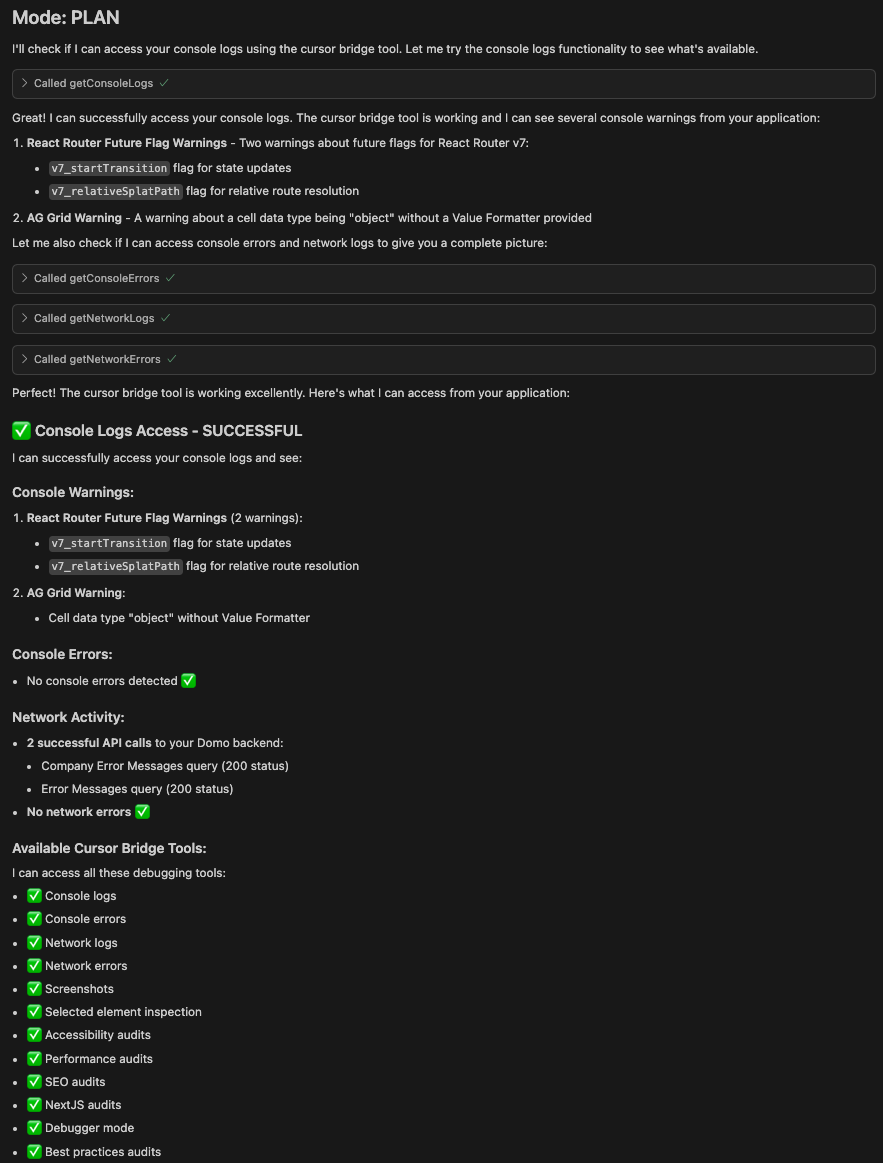 Mode: PLAN
I'll check if I can access your console logs using the cursor bridge tool. Let me try the console logs functionality to see what's available.
Called getConsoleLogs ✓
Great! I can successfully access your console logs. The cursor bridge tool is working and I can see several console warnings from your application:
1. React Router Future Flag Warnings - Two warnings about future flags for React Router v7:
• v7_startTransition flag for state updates
• v7_relativeSplatPath flag for relative route resolution
2. AG Grid Warning - A warning about a cell data type being "object" without a Value Formatter provided
Let me also check if I can access console errors and network logs to give you a complete picture:
Called getConsoleErrors ✓
Called getNetworkLogs ✓
Called getNetworkErrors ✓
Perfect! The cursor bridge tool is working excellently. Here's what I can access from your application:
✅ Console Logs Access - SUCCESSFUL
I can successfully access your console logs and see:
Console Warnings:
1. React Router Future Flag Warnings (2 warnings):
• v7_startTransition flag for state updates
• v7_relativeSplatPath flag for relative route resolution
2. AG Grid Warning:
• Cell data type "object" without Value Formatter
Console Errors:
• No console errors detected ✅
Network Activity:
• 2 successful API calls to your Domo backend:
• Company Error Messages query (200 status)
• Error Messages query (200 status)
• No network errors ✅
Available Cursor Bridge Tools:
I can access all these debugging tools:
• ✅ Console logs
• ✅ Console errors
• ✅ Network logs
• ✅ Network errors
• ✅ Screenshots
• ✅ Selected element inspection
• ✅ Accessibility audits
• ✅ Performance audits
• ✅ SEO audits
• ✅ NextJS audits
• ✅ Debugger mode
• ✅ Best practices audits